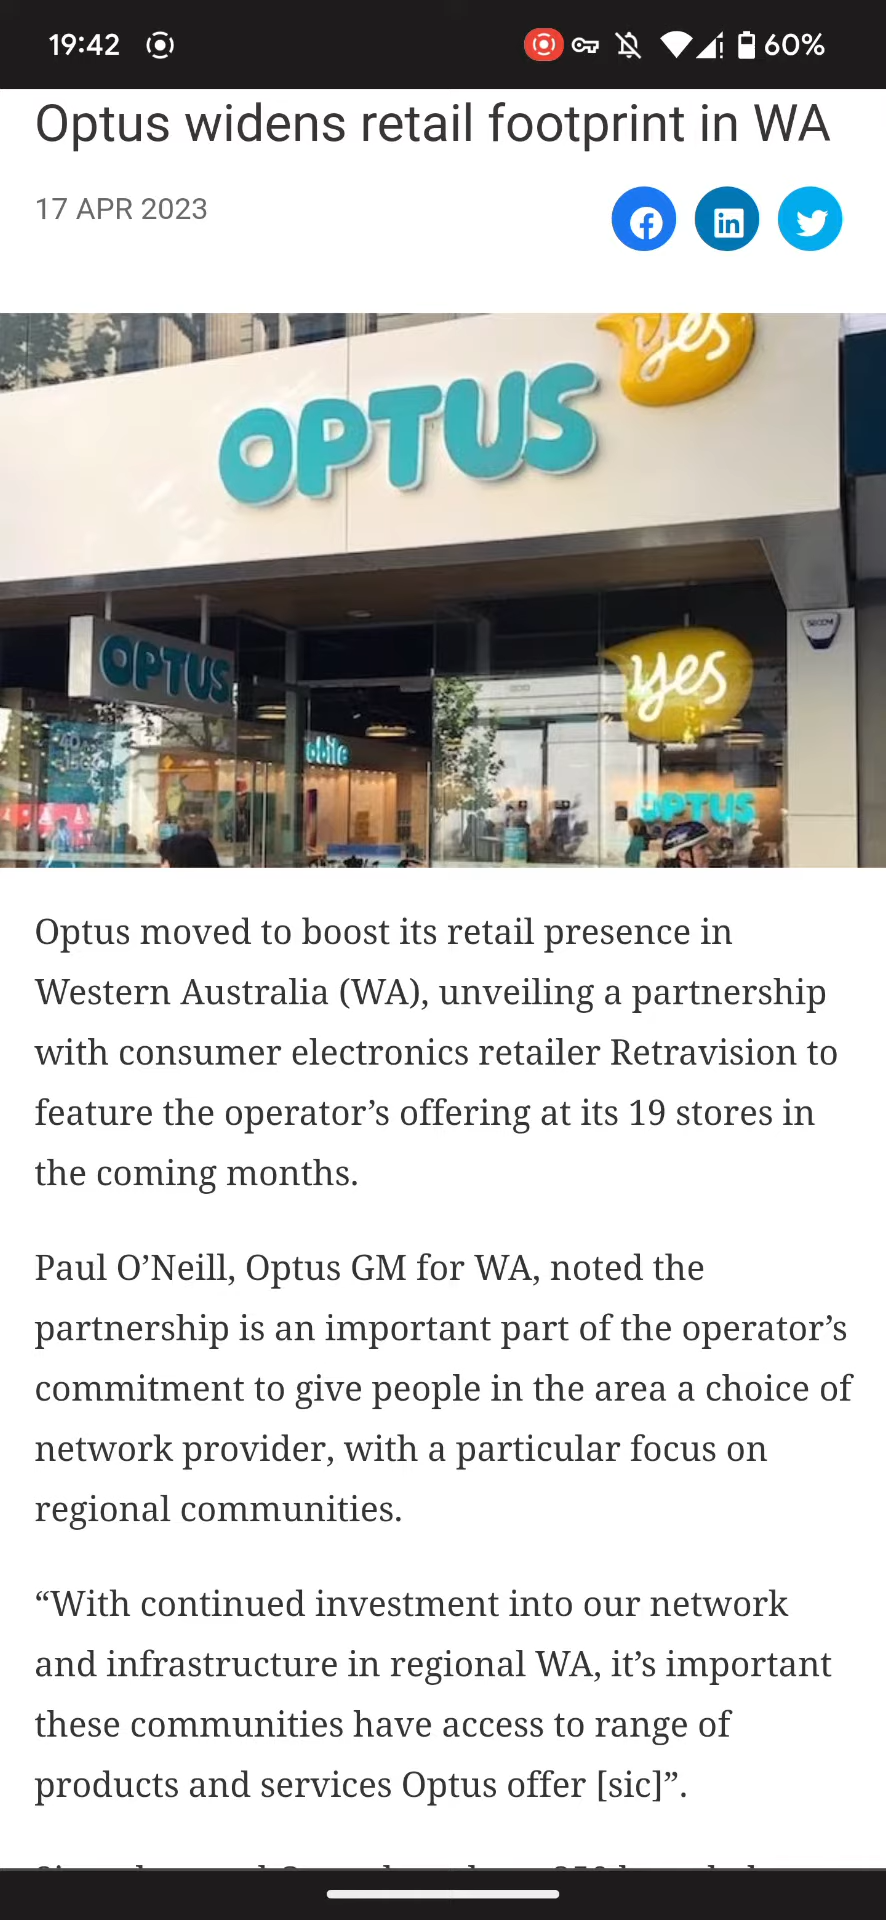 19:42
60%
Optus widens retail footprint in WA
17 APR 2023
in
yes
OPTUS
SECOM
OPTUS
yes
obile
OPTUS
Optus moved to boost its retail presence in
Western Australia (WA), unveiling a partnership
with consumer electronics retailer Retravision to
feature the operator’s offering at its 19 stores in
the coming months.
Paul O’Neill, Optus GM for WA, noted the
partnership is an important part of the operator’s
commitment to give people in the area a choice of
network provider, with a particular focus on
regional communities.
“With continued investment into our network
and infrastructure in regional WA, it’s important
these communities have access to range of
products and services Optus offer [sic]”.